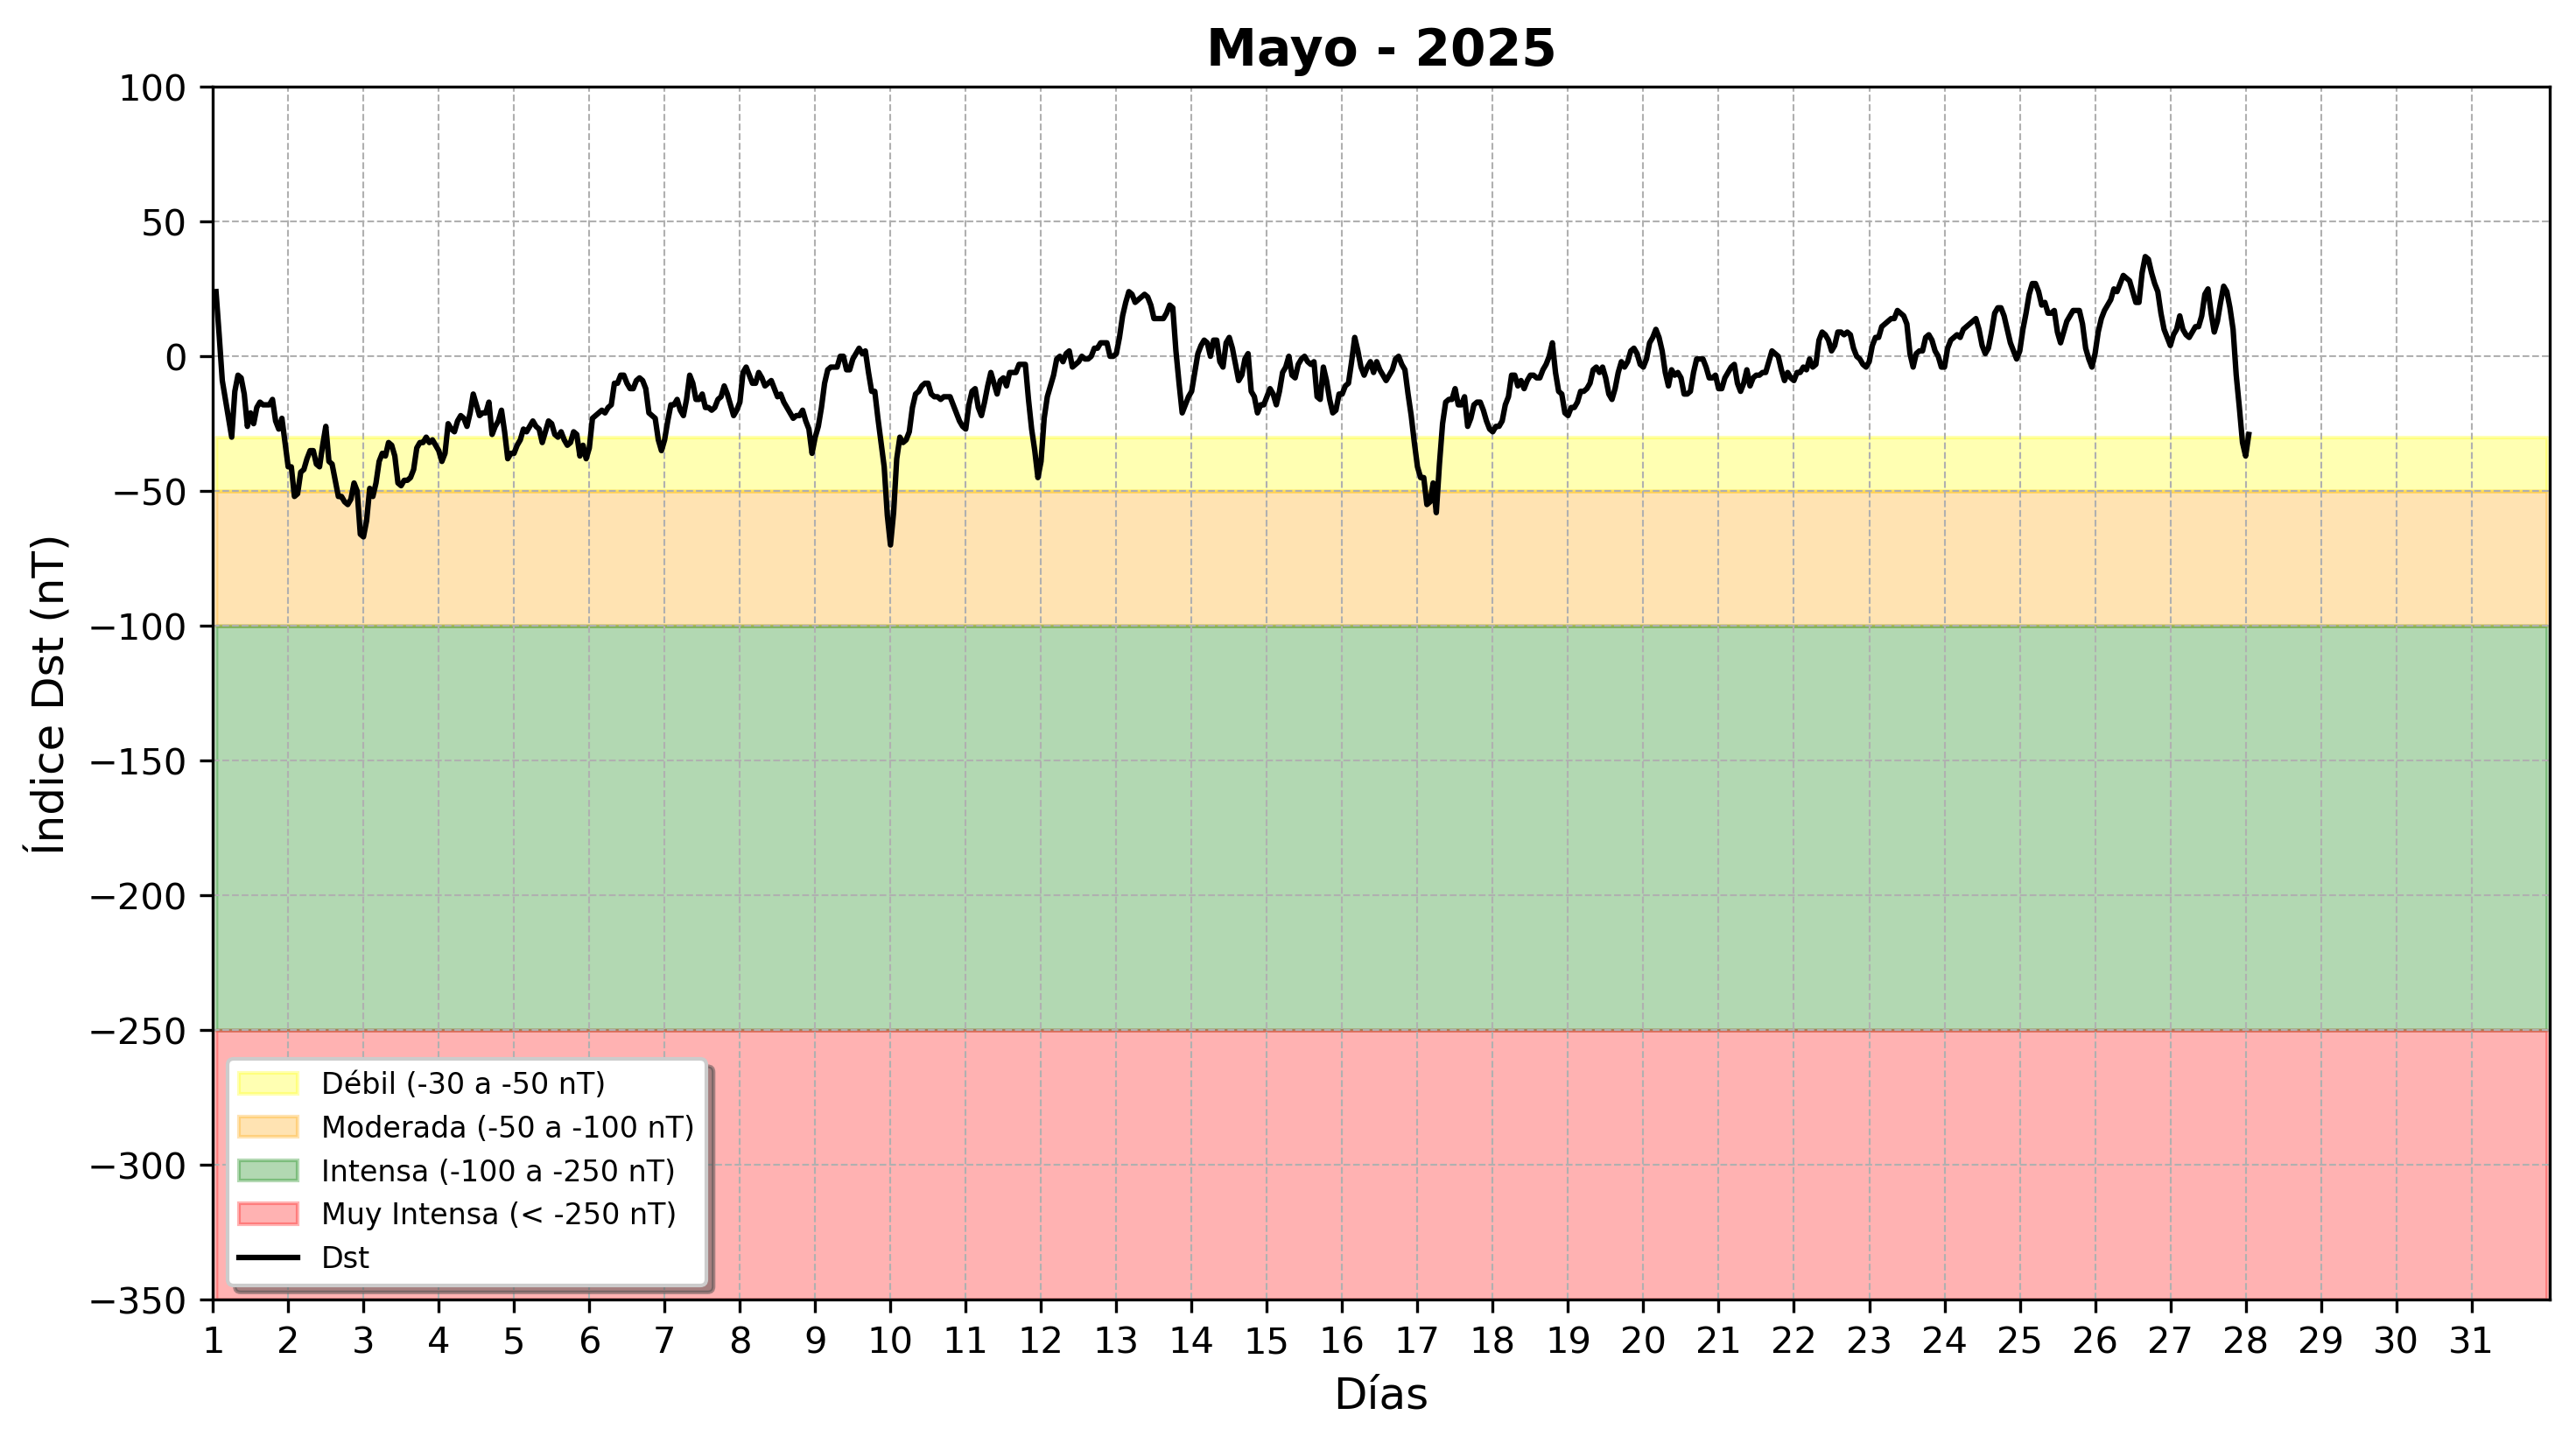 Mayo - 2025
100
50
0
−50
−100
−150
−200
−250
−300
−350
Índice Dst (nT)
Débil (-30 a -50 nT)
Moderada (-50 a -100 nT)
Intensa (-100 a -250 nT)
Muy Intensa (< -250 nT)
Dst
1 2 3 4 5 6 7 8 9 10 11 12 13 14 15 16 17 18 19 20 21 22 23 24 25 26 27 28 29 30 31
Días